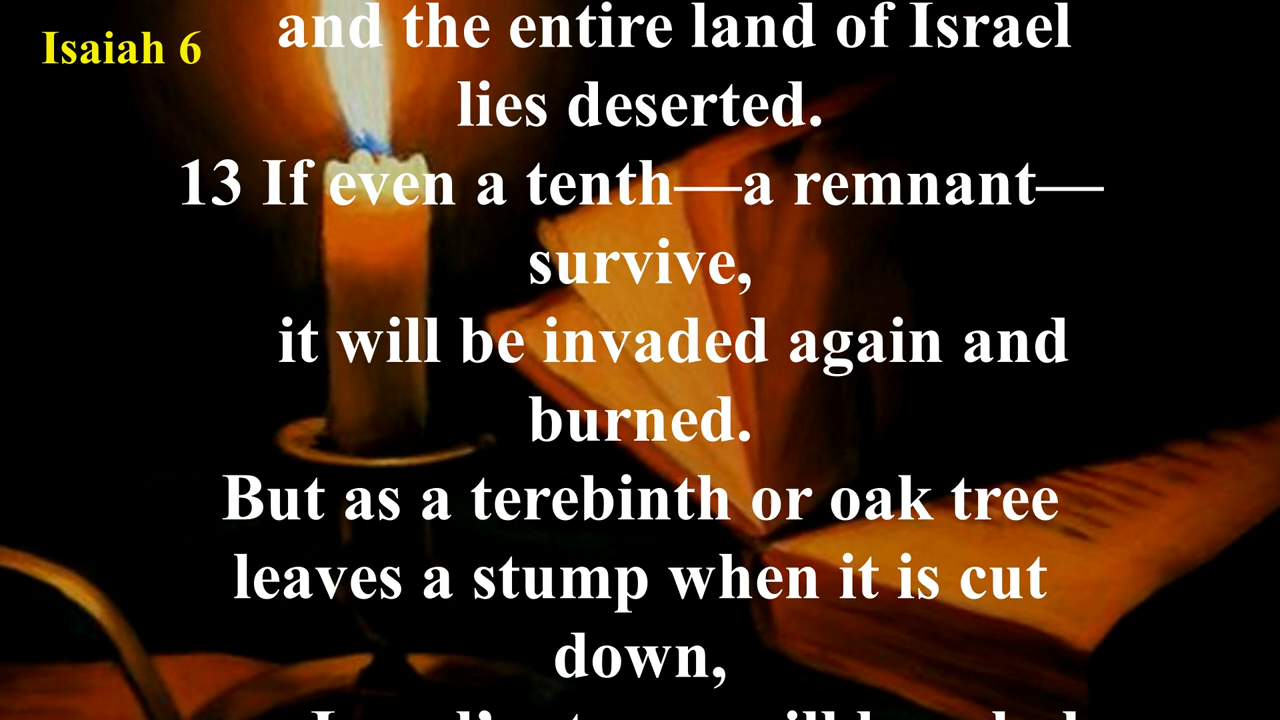 Isaiah 6
and the entire land of Israel
lies deserted.
13 If even a tenth—a remnant—
survive,
it will be invaded again and
burned.
But as a terebinth or oak tree
leaves a stump when it is cut
down,